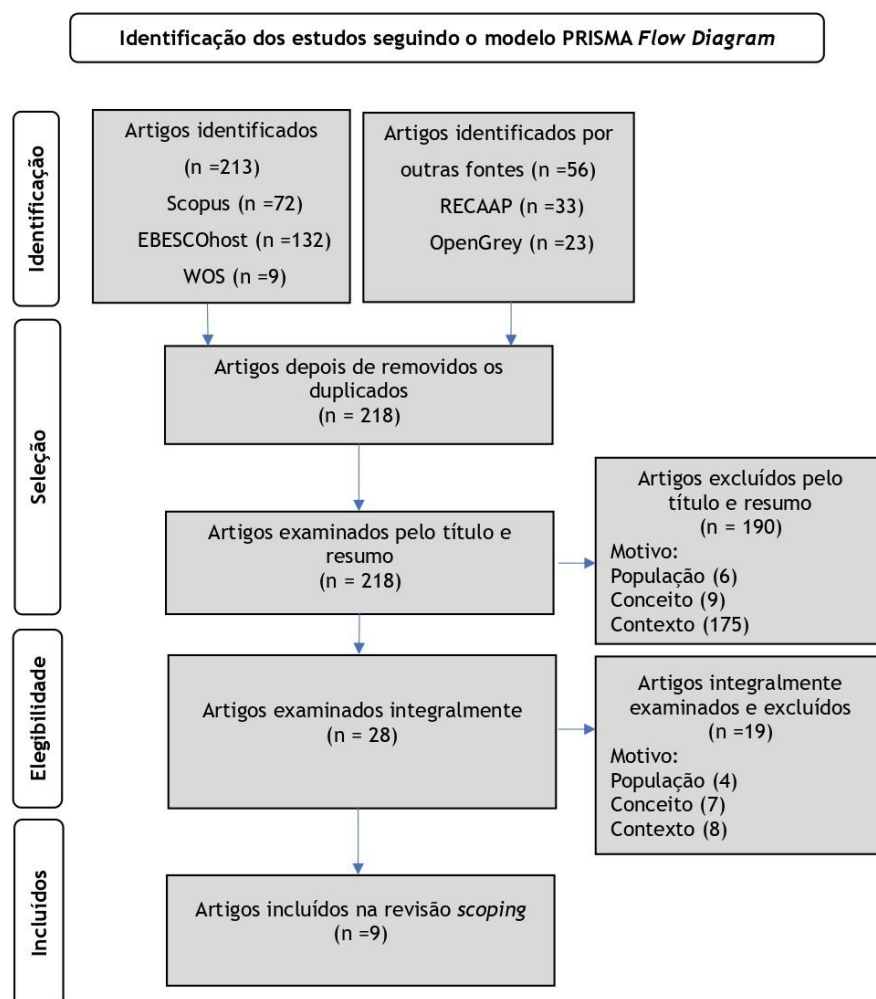 Identificação dos estudos seguindo o modelo PRISMA Flow Diagram
Identificação
Artigos identificados
(n =213)
Scopus (n =72)
EBESCOhost (n =132)
WOS (n =9)
Artigos identificados por
outras fontes (n =56)
RECAAP (n =33)
OpenGrey (n =23)
Seleção
Artigos depois de removidos os
duplicados
(n = 218)
Artigos examinados pelo título e
resumo
(n = 218)
Artigos excluídos pelo
título e resumo
(n = 190)
Motivo:
População (6)
Conceito (9)
Contexto (175)
Elegibilidade
Artigos examinados integralmente
(n = 28)
Artigos integralmente
examinados e excluídos
(n =19)
Motivo:
População (4)
Conceito (7)
Contexto (8)
Incluídos
Artigos incluídos na revisão scoping
(n =9)